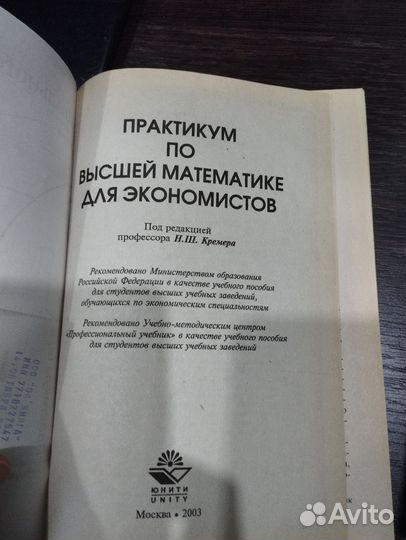 ПРАКТИКУМ
ПО
ВЫСШЕЙ МАТЕМАТИКЕ
ДЛЯ ЭКОНОМИСТОВ
Под редакцией
профессора Н.Ш. Кремера
Рекомендовано Министерством образования
Российской Федерации в качестве учебного пособия
для студентов высших учебных заведений,
обучающихся по экономическим специальностям
Рекомендовано Учебно-методическим центром
«Профессиональный учебник» в качестве учебного пособия
для студентов высших учебных заведений
ЮНИТИ
UNITY
Москва • 2003
Avito